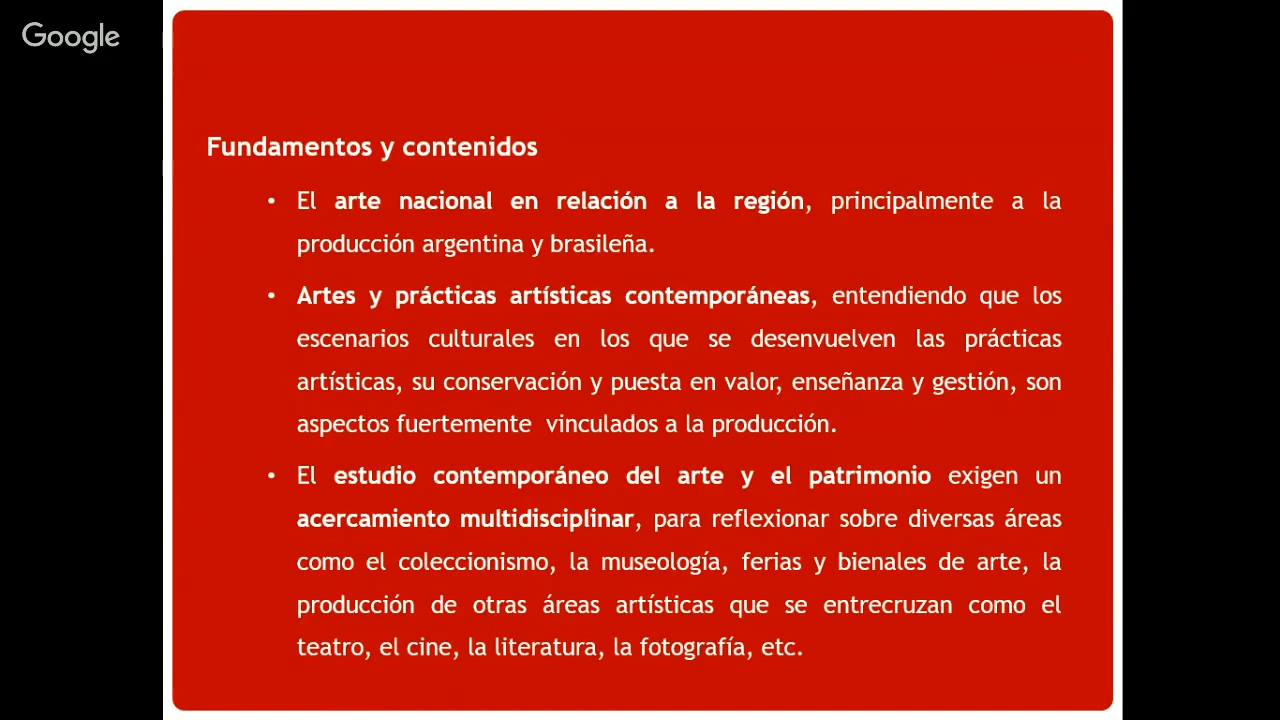 Google
Fundamentos y contenidos
• El arte nacional en relación a la región, principalmente a la
producción argentina y brasileña.
• Artes y prácticas artísticas contemporáneas, entendiendo que los
escenarios culturales en los que se desenvuelven las prácticas
artísticas, su conservación y puesta en valor, enseñanza y gestión, son
aspectos fuertemente vinculados a la producción.
• El estudio contemporáneo del arte y el patrimonio exigen un
acercamiento multidisciplinar, para reflexionar sobre diversas áreas
como el coleccionismo, la museología, ferias y bienales de arte, la
producción de otras áreas artísticas que se entrecruzan como el
teatro, el cine, la literatura, la fotografía, etc.